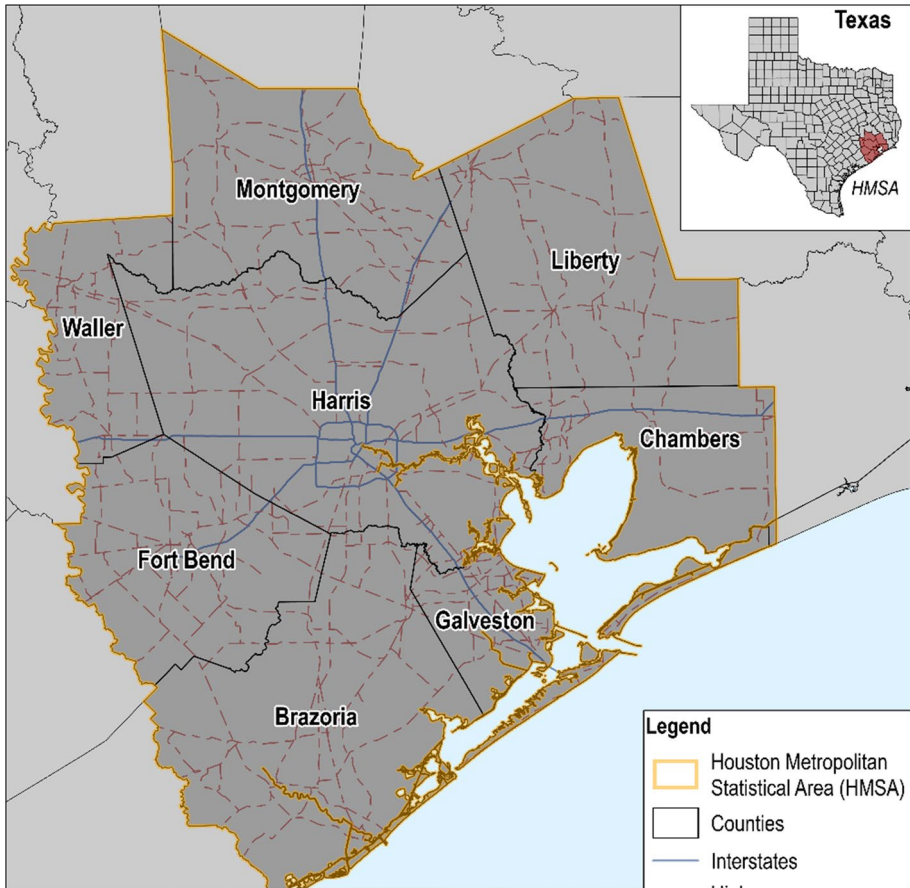 Texas
HMSA
Montgomery
Liberty
Waller
Harris
Chambers
Fort Bend
Galveston
Brazoria
Legend
Houston Metropolitan
Statistical Area (HMSA)
Counties
Interstates